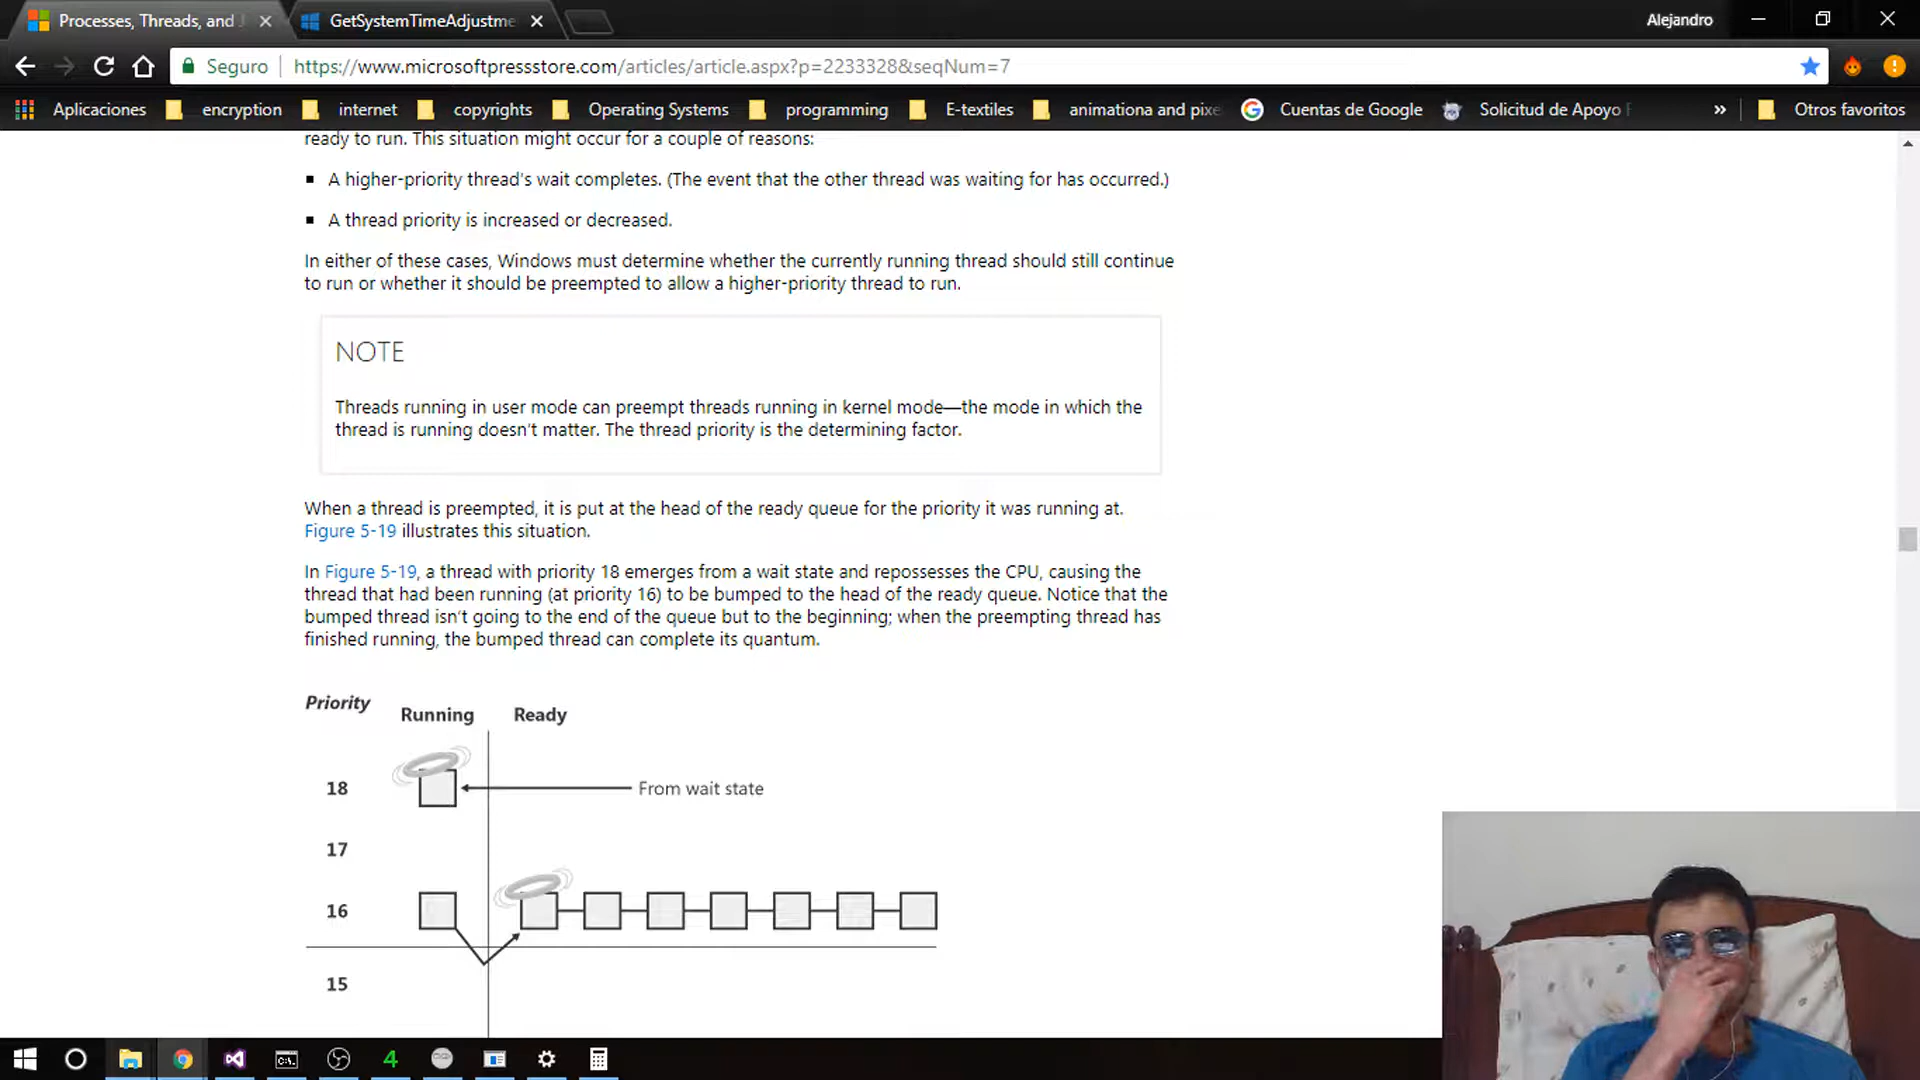 Processes, Threads, and J
GetSystemTimeAdjustme
Alejandro
Seguro
https://www.microsoftpressstore.com/articles/article.aspx?p=2233328&seqNum=7
Aplicaciones
encryption
internet
copyrights
Operating Systems
programming
E-textiles
animationa and pixe
Cuentas de Google
Solicitud de Apoyo
»
Otros favoritos
ready to run. This situation might occur for a couple of reasons:
▪ A higher-priority thread's wait completes. (The event that the other thread was waiting for has occurred.)
▪ A thread priority is increased or decreased.
In either of these cases, Windows must determine whether the currently running thread should still continue
to run or whether it should be preempted to allow a higher-priority thread to run.
NOTE
Threads running in user mode can preempt threads running in kernel mode—the mode in which the
thread is running doesn't matter. The thread priority is the determining factor.
When a thread is preempted, it is put at the head of the ready queue for the priority it was running at.
Figure 5-19 illustrates this situation.
In Figure 5-19, a thread with priority 18 emerges from a wait state and repossesses the CPU, causing the
thread that had been running (at priority 16) to be bumped to the head of the ready queue. Notice that the
bumped thread isn't going to the end of the queue but to the beginning; when the preempting thread has
finished running, the bumped thread can complete its quantum.
Priority
Running
Ready
18
From wait state
17
16
15
4